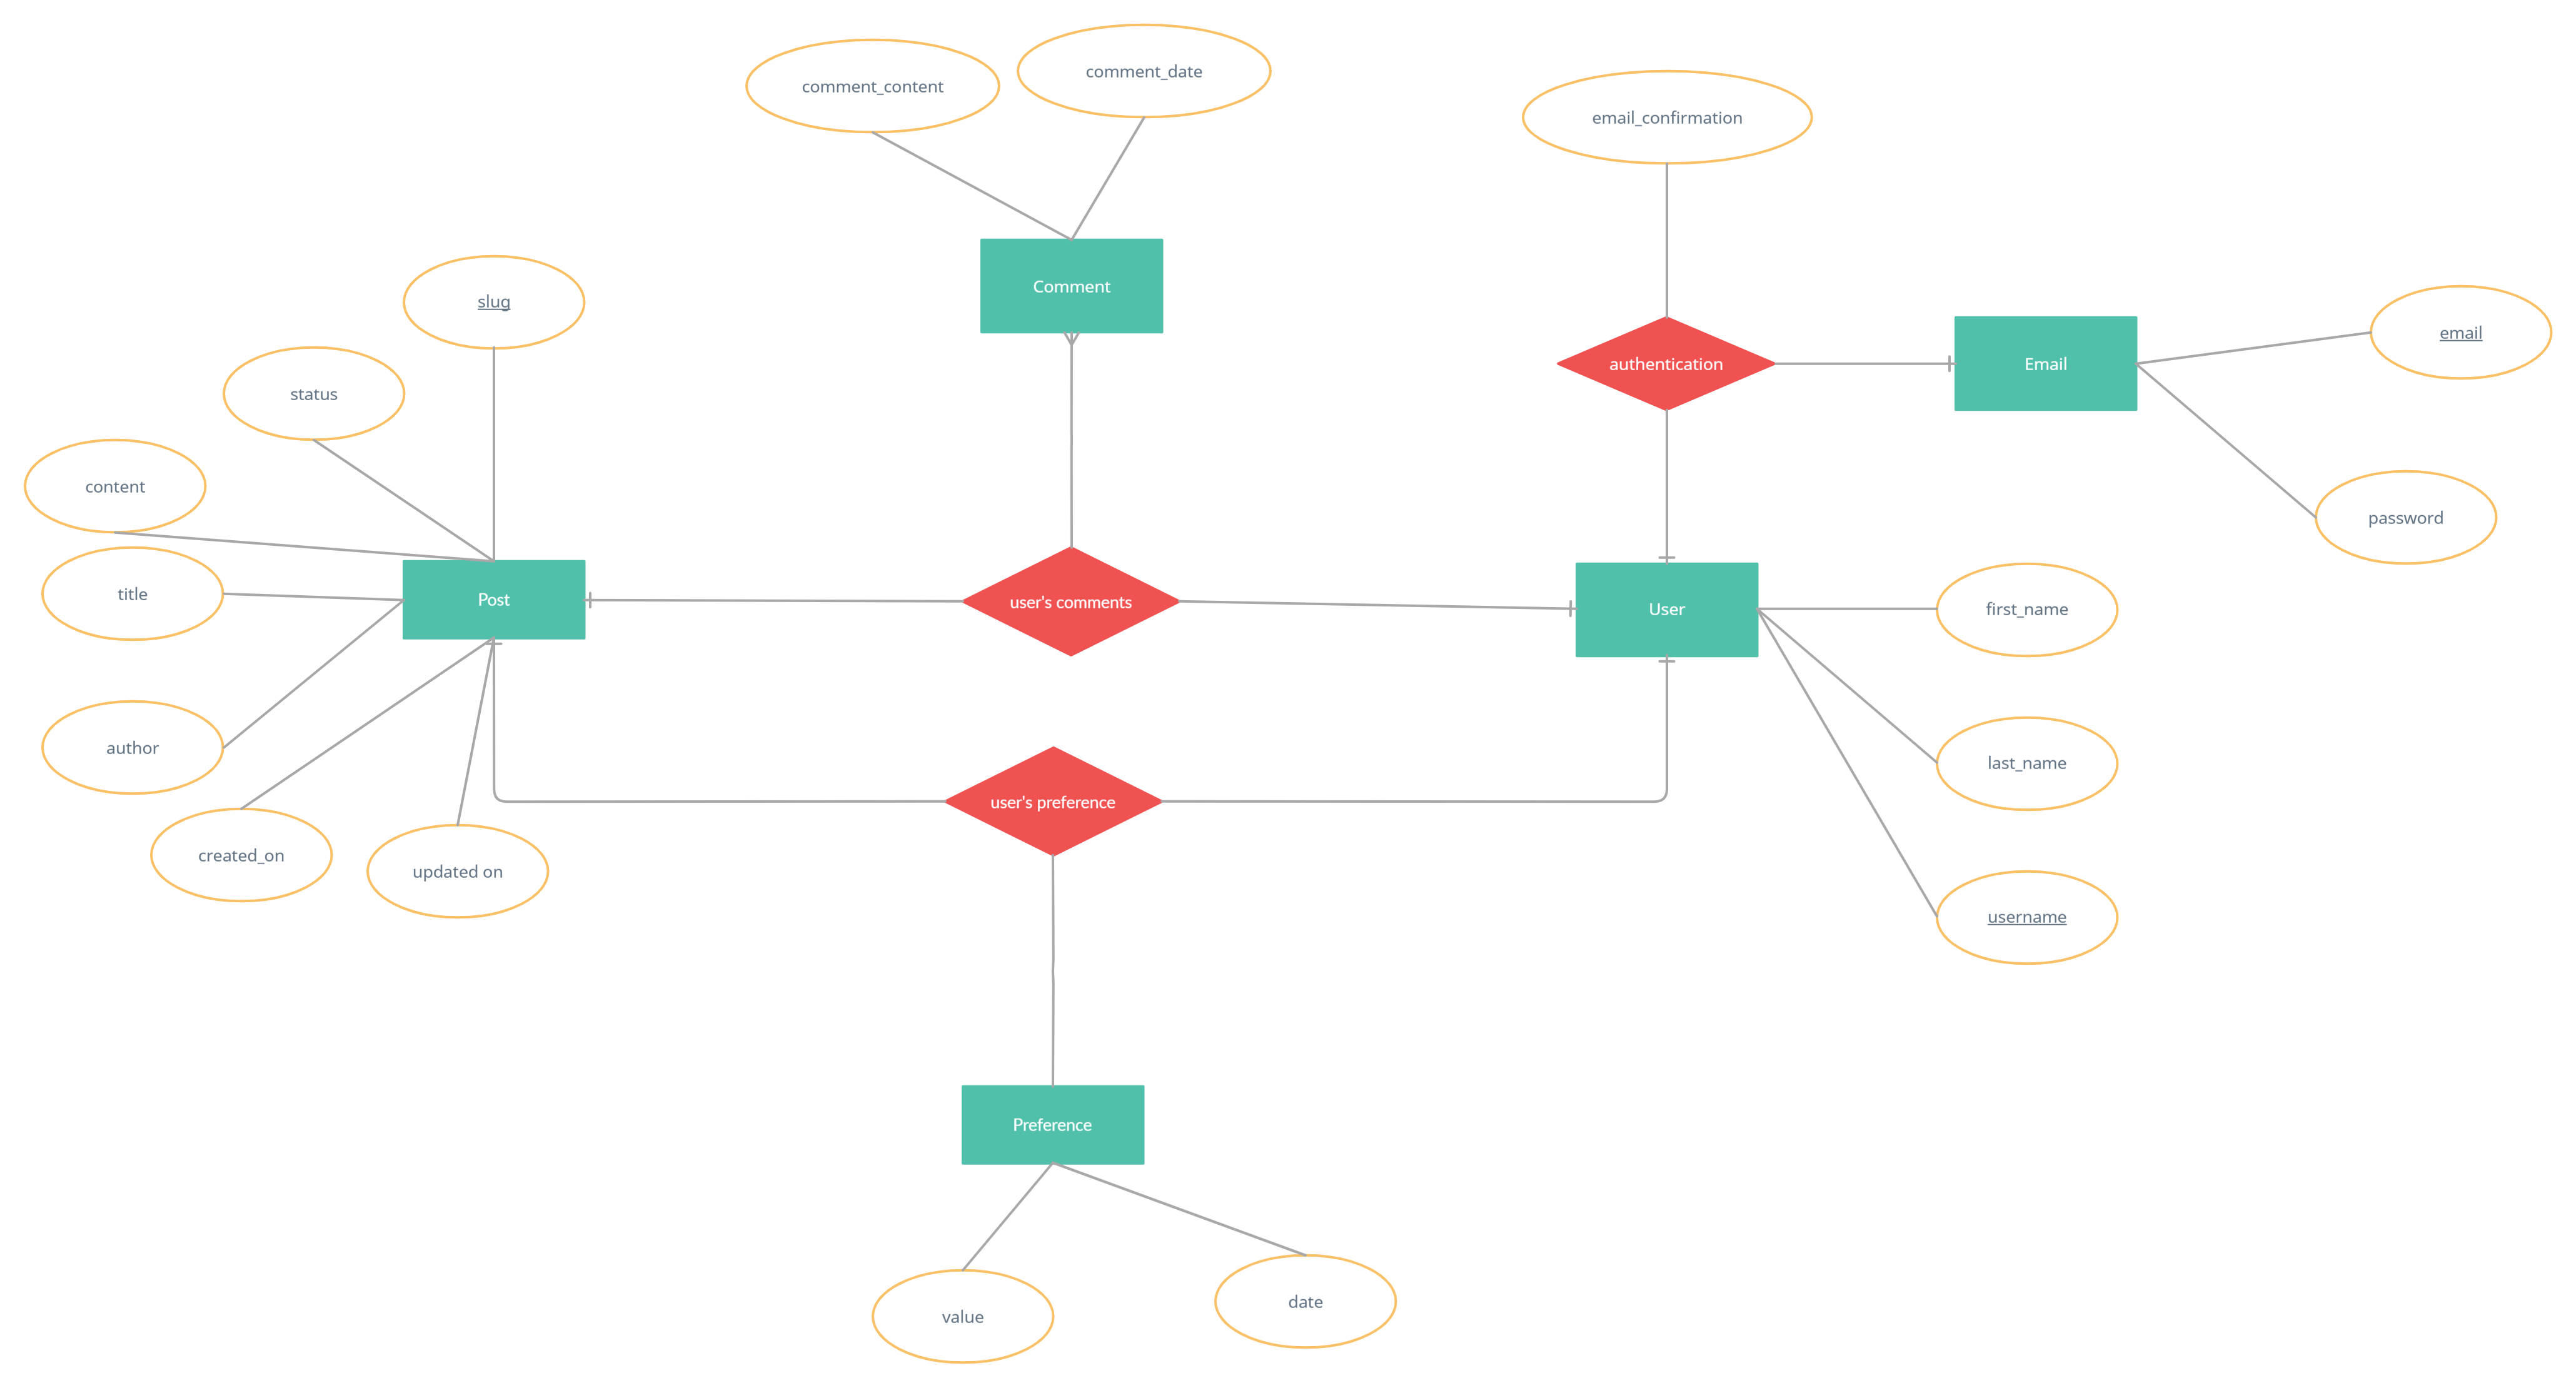 comment_date
comment_content
email_confirmation
Comment
slug
email
Email
authentication
status
content
password
title
Post
user's comments
User
first_name
author
last_name
user's preference
created_on
updated on
username
Preference
date
value